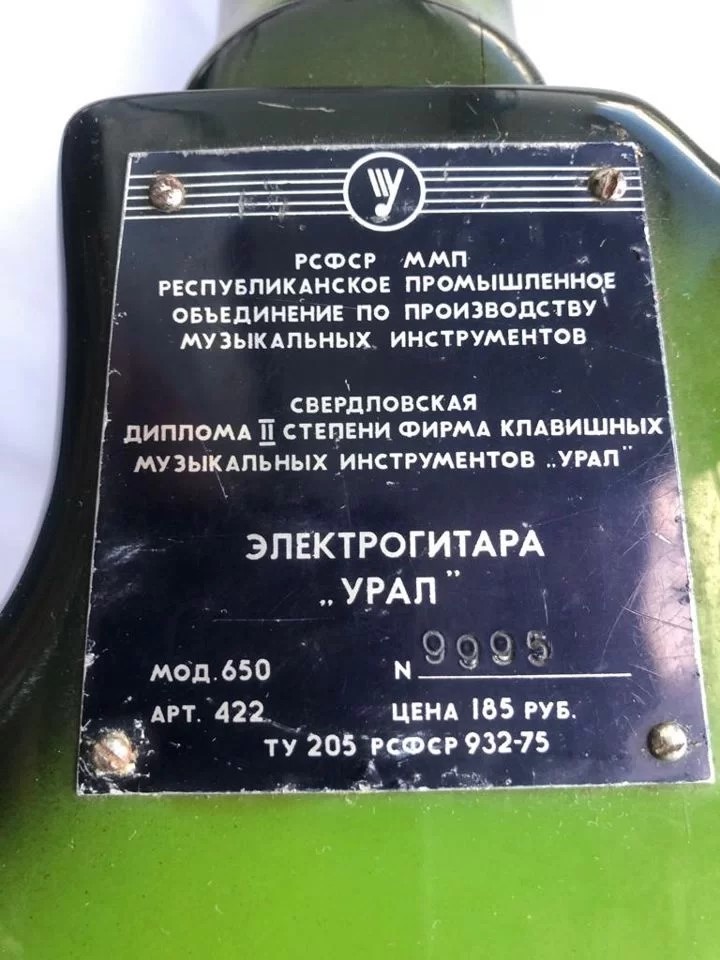 РСФСР ММП
РЕСПУБЛИКАНСКОЕ ПРОМЫШЛЕННОЕ
ОБЪЕДИНЕНИЕ ПО ПРОИЗВОДСТВУ
МУЗЫКАЛЬНЫХ ИНСТРУМЕНТОВ
СВЕРДЛОВСКАЯ
ДИПЛОМА II СТЕПЕНИ ФИРМА КЛАВИШНЫХ
МУЗЫКАЛЬНЫХ ИНСТРУМЕНТОВ „УРАЛ"
ЭЛЕКТРОГИТАРА
„УРАЛ"
МОД. 650 N 9995
АРТ. 422 ЦЕНА 185 РУБ.
ТУ 205 РСФСР 932-75